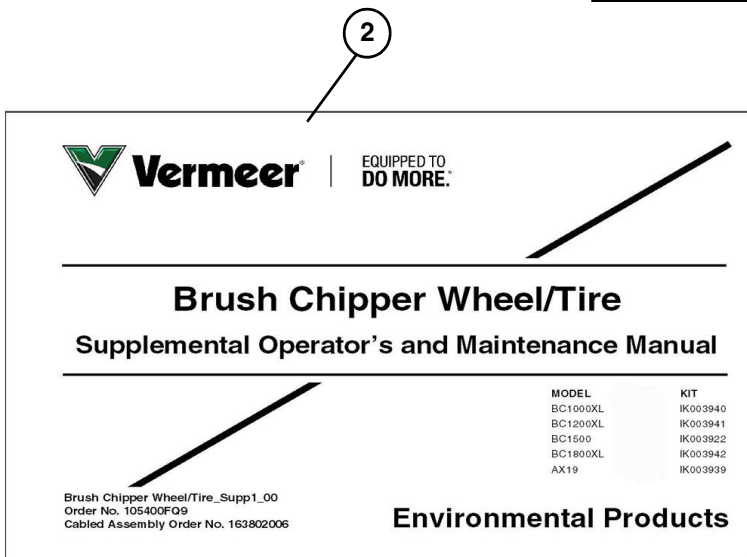 2
Vermeer® | EQUIPPED TO
DO MORE.®
Brush Chipper Wheel/Tire
Supplemental Operator's and Maintenance Manual
MODEL KIT
BC1000XL IK003940
BC1200XL IK003941
BC1500 IK003922
BC1800XL IK003942
AX19 IK003939
Brush Chipper Wheel/Tire_Supp1_00
Order No. 105400FQ9
Cabled Assembly Order No. 163802006
Environmental Products